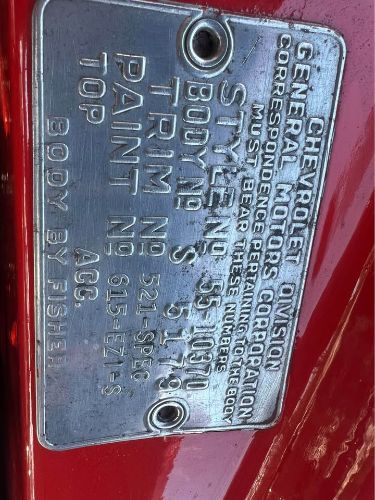 CHEVROLET DIVISION
GENERAL MOTORS CORPORATION
CORRESPONDENCE PERTAINING TO THE BODY
MUST BEAR THESE NUMBERS
STYLE No 55-1037D
BODY No S 5179
TRIM No 521-SPEC
PAINT No 615-EZI-S
TOP ACC.
BODY BY FISHER